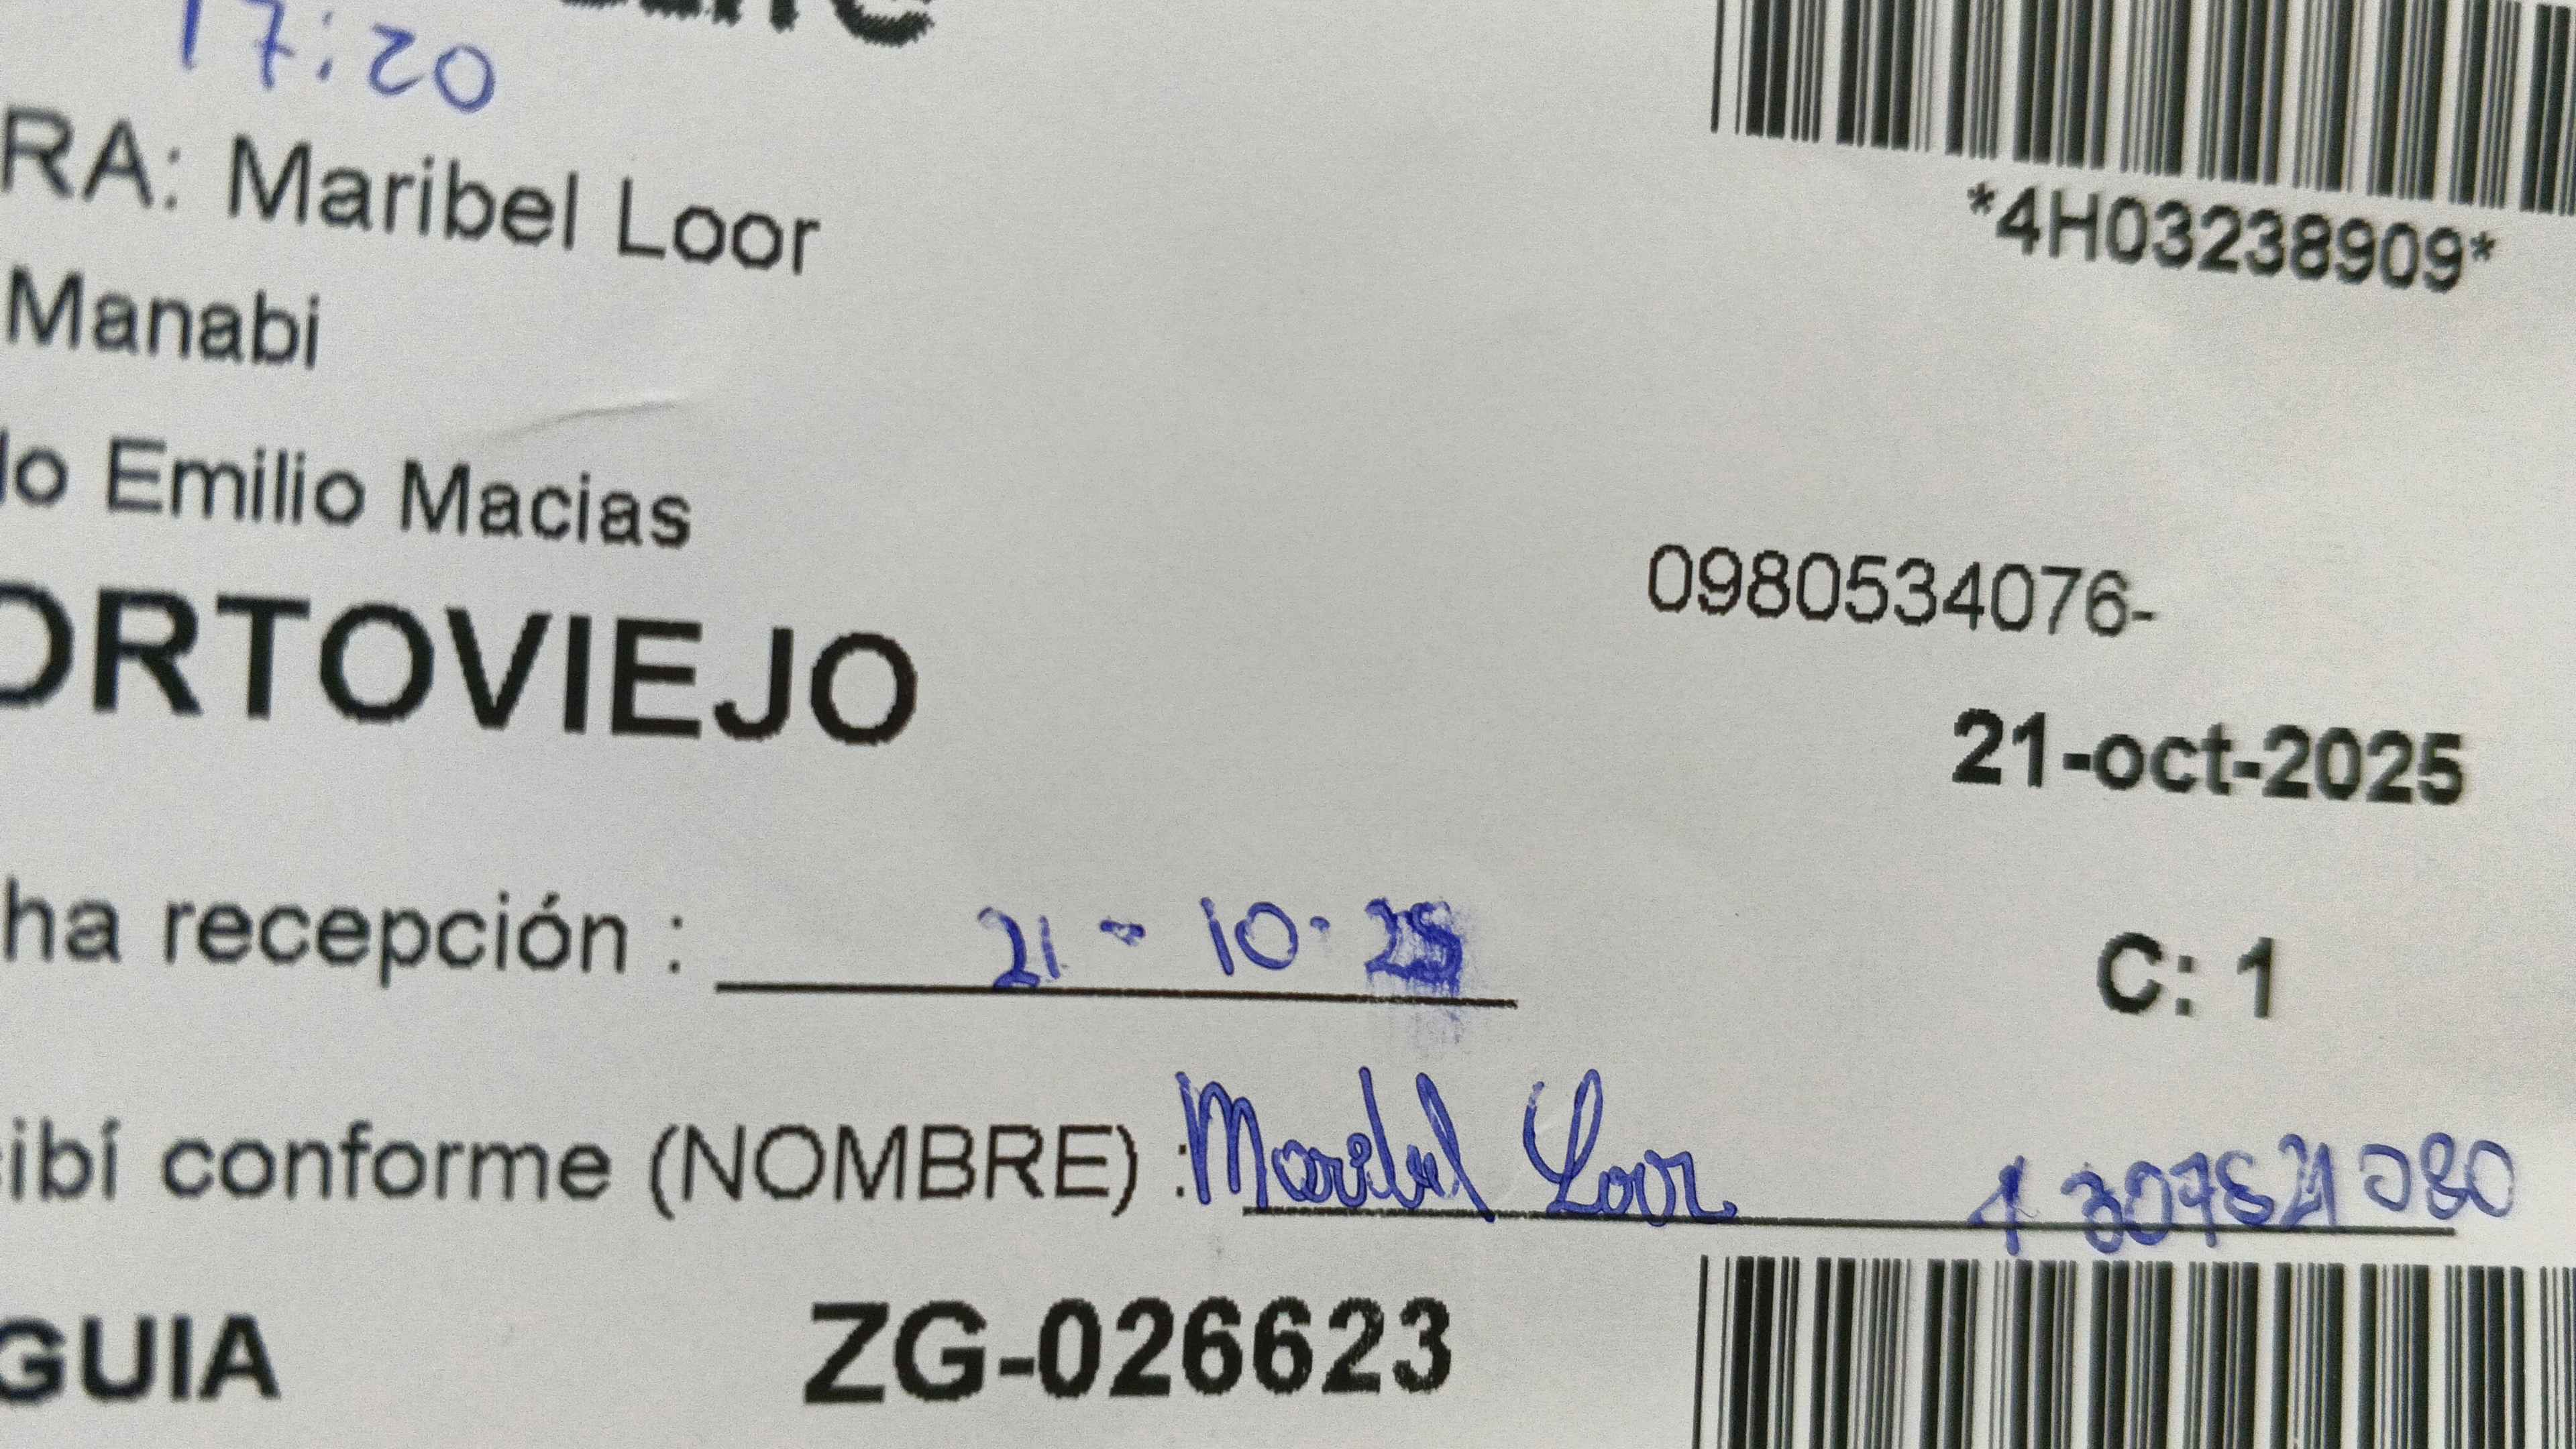 17:20
RA: Maribel Loor
*4H03238909*
Manabi
lo Emilio Macias
0980534076-
ORTOVIEJO
21-oct-2025
ha recepción : 21-10-25
C: 1
cibí conforme (NOMBRE) : Maribel Loor
GUIA ZG-026623